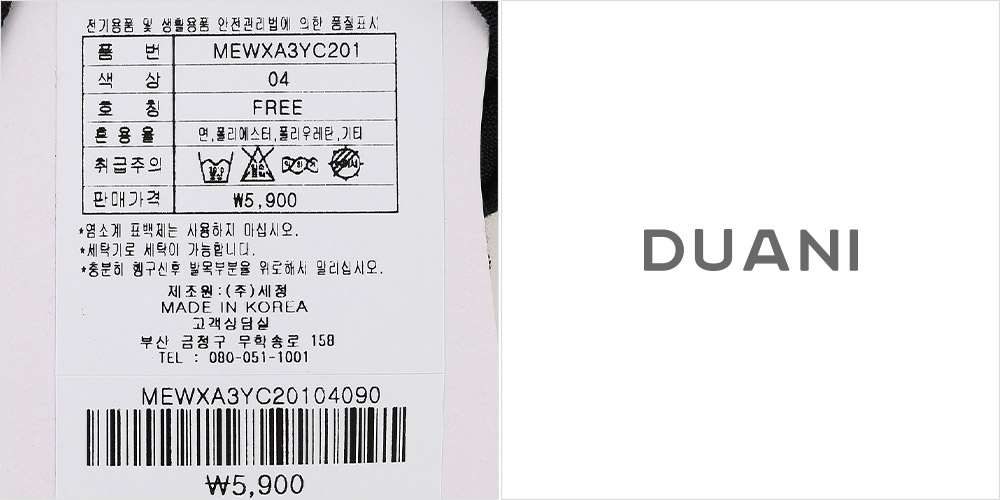 전기용품 및 생활용품 안전관리법에 의한 품질표시
품 번 MEWXA3YC201
색 상 04
호 칭 FREE
혼 용 율 면,폴리에스터,폴리우레탄,기타
취급주의
판매가격 ₩5,900
*염소계 표백제는 사용하지 마십시오.
*세탁기로 세탁이 가능합니다.
*충분히 헹구신후 발목부분을 위로해서 말리십시오.
제조원:(주)세정
MADE IN KOREA
고객상담실
부산 금정구 무학송로 158
TEL : 080-051-1001
MEWXA3YC20104090
₩5,900
DUANI